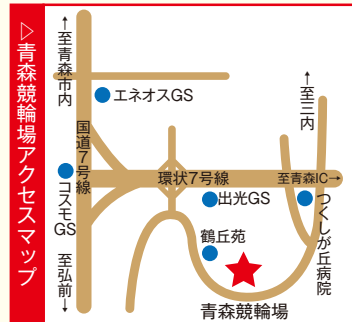 ▷青森競輪場アクセスマップ
←至青森市内
エネオスGS
国道7号線
コスモGS
至弘前→
環状7号線
至青森IC→
←至三内
出光GS
つくしが丘病院
鶴丘苑
青森競輪場